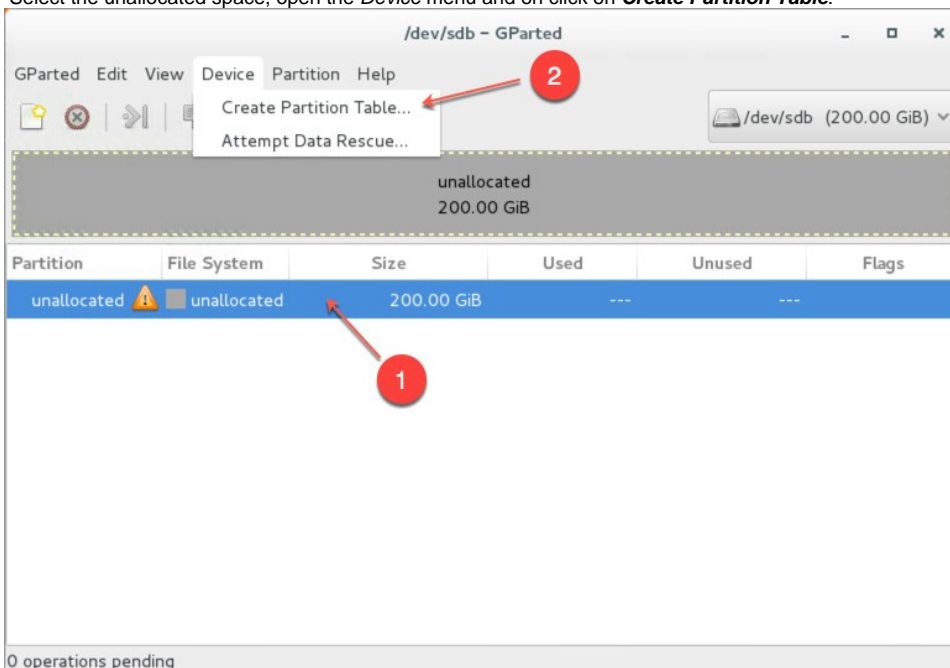 Select the unallocated space, open the Device menu and on click on Create Partition Table.
/dev/sdb – GParted
GParted Edit View Device Partition Help
2
Create Partition Table...
/dev/sdb (200.00 GiB)
Attempt Data Rescue...
unallocated
200.00 GiB
Partition File System Size Used Unused Flags
unallocated unallocated 200.00 GiB --- ---
1
0 operations pending